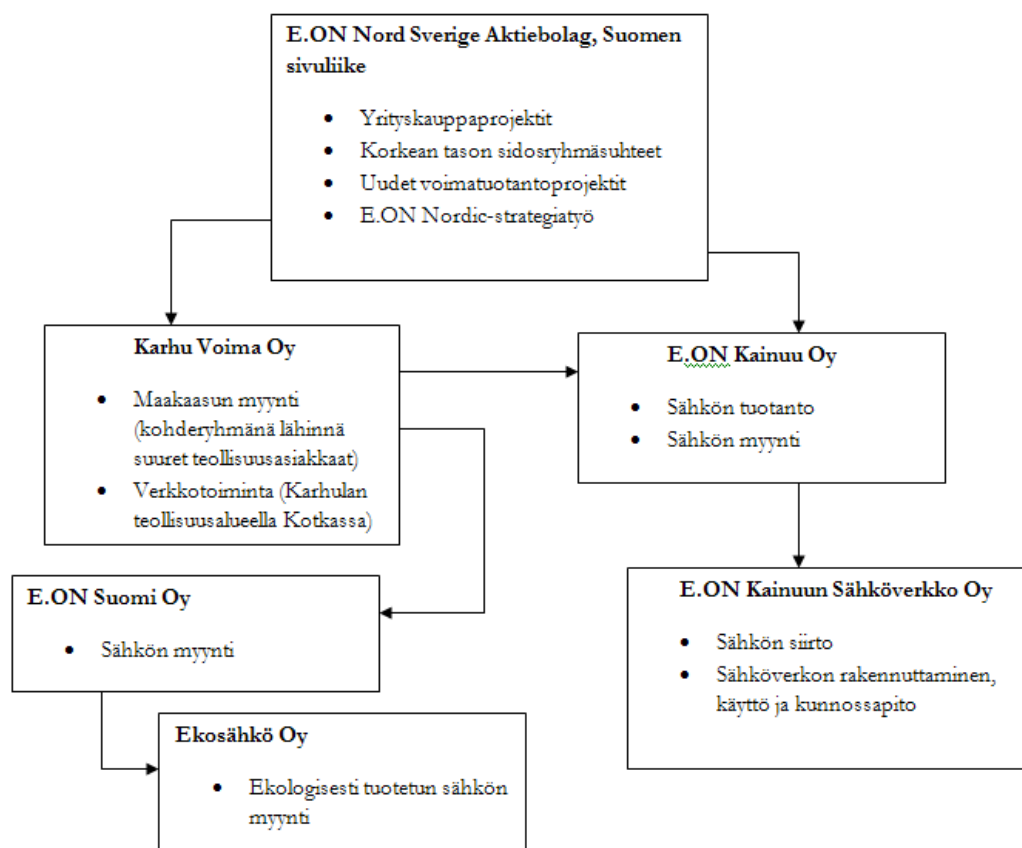 E.ON Nord Sverige Aktiebolag, Suomen
sivuliike
• Yrityskauppaprojektit
• Korkean tason sidosryhmäsuhteet
• Uudet voimatuotantoprojektit
• E.ON Nordic-strategiatyö
Karhu Voima Oy
• Maakaasun myynti
(kohderyhmänä lähinnä
suuret teollisuusasiakkaat)
• Verkkotoiminta (Karhulan
teollisuusalueella Kotkassa)
E.ON Kainuu Oy
• Sähkön tuotanto
• Sähkön myynti
E.ON Suomi Oy
• Sähkön myynti
E.ON Kainuun Sähköverkko Oy
• Sähkön siirto
• Sähköverkon rakennuttaminen,
käyttö ja kunnossapito
Ekosähkö Oy
• Ekologisesti tuotetun sähkön
myynti